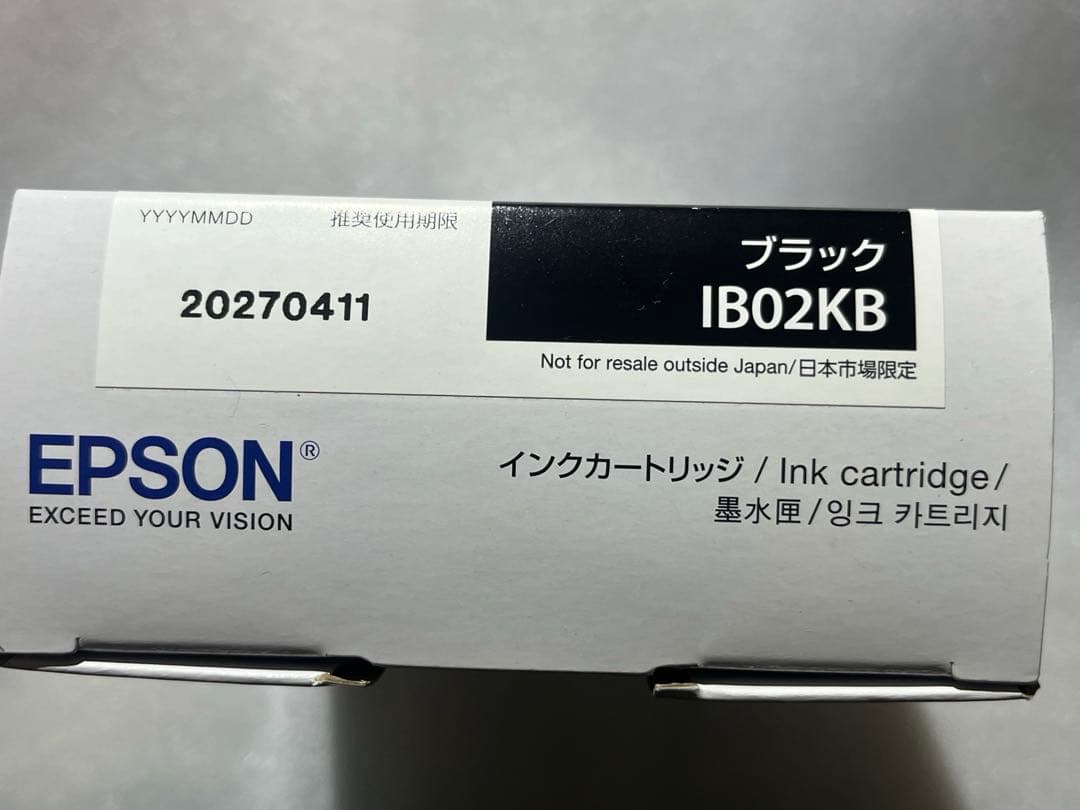 YYYYMMDD 推奨使用期限
20270411
ブラック
IB02KB
Not for resale outside Japan/日本市場限定
EPSON®
EXCEED YOUR VISION
インクカートリッジ / Ink cartridge/
墨水匣/잉크 카트리지